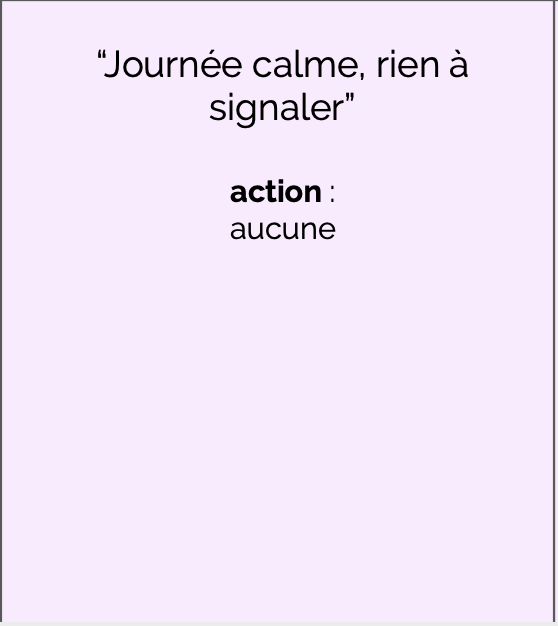 “Journée calme, rien à
signaler”
action :
aucune